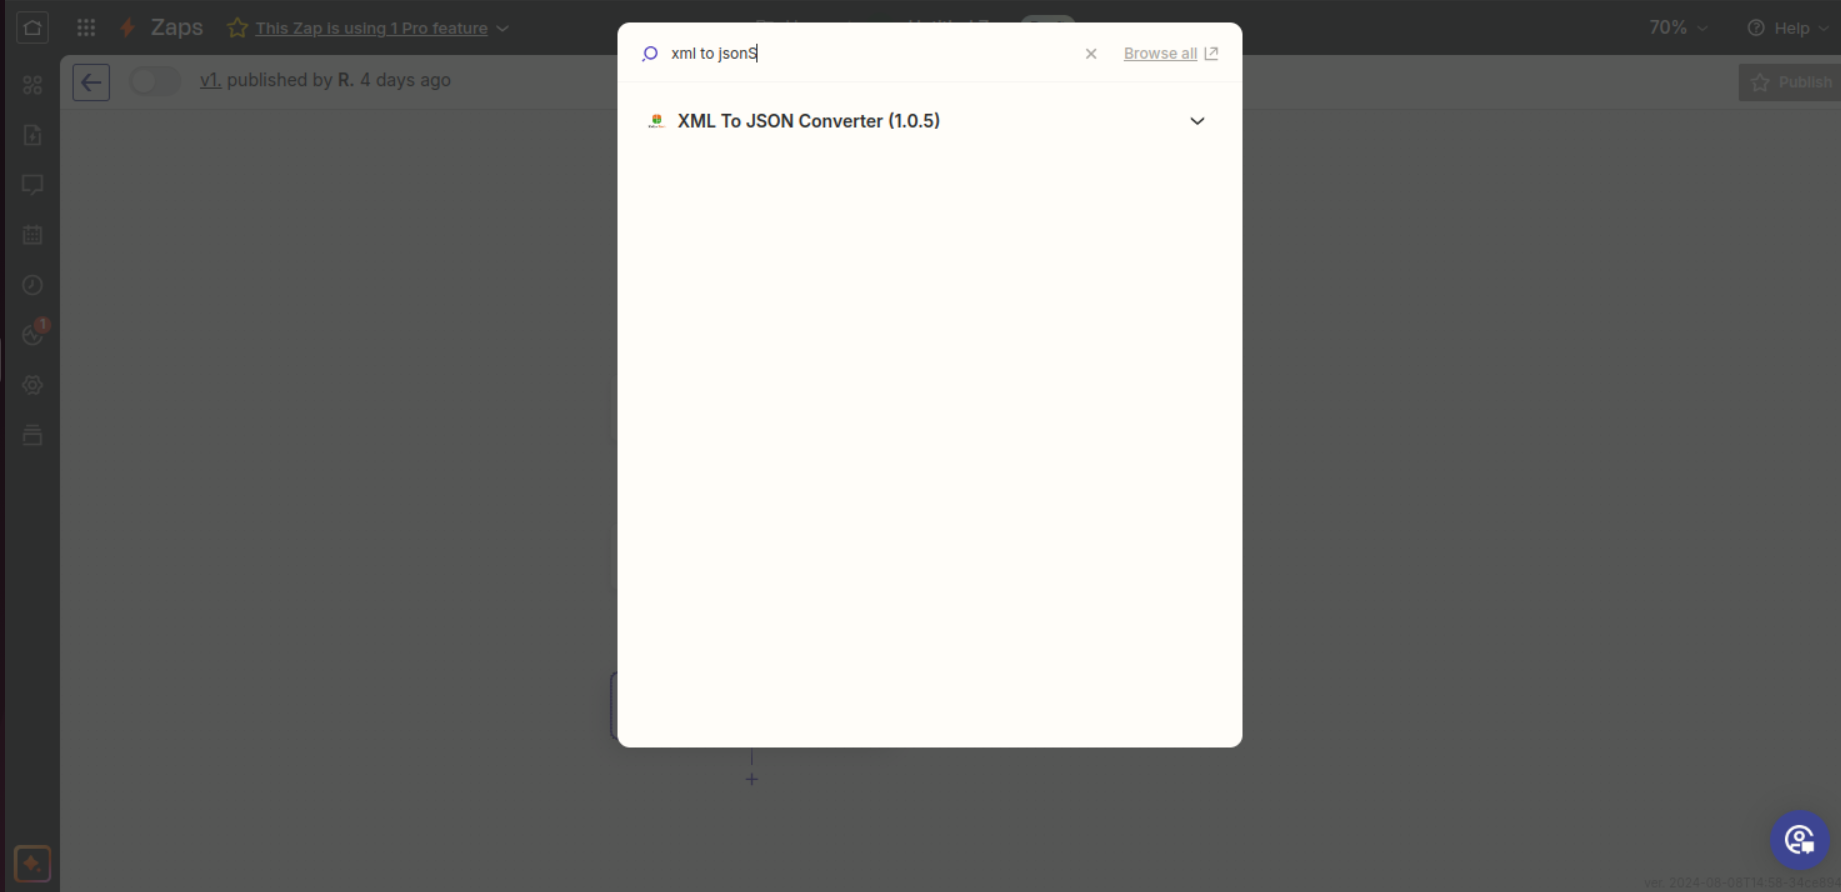 Zaps
This Zap is using 1 Pro feature
70%
Help
xml to jsonS
Browse all
v1. published by R. 4 days ago
Publish
XML To JSON Converter (1.0.5)
1